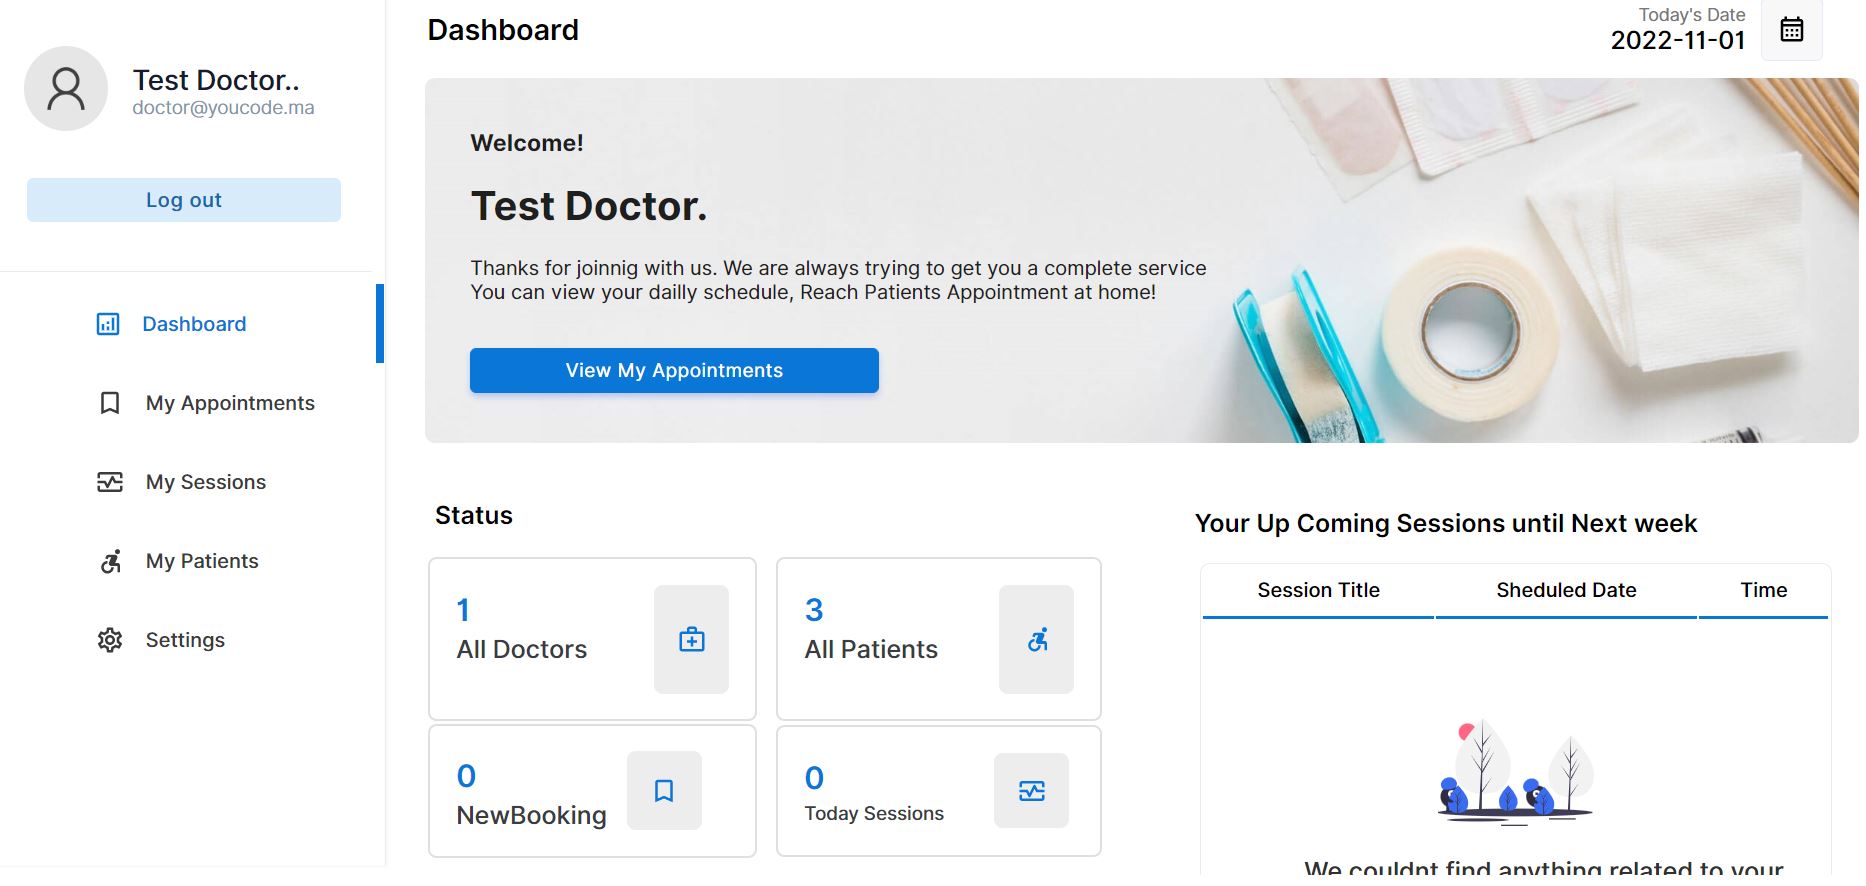 Test Doctor..
doctor@youcode.ma
Log out
Dashboard
My Appointments
My Sessions
My Patients
Settings
Dashboard
Today's Date
2022-11-01
Welcome!
Test Doctor.
Thanks for joinnig with us. We are always trying to get you a complete service
You can view your dailly schedule, Reach Patients Appointment at home!
View My Appointments
Status
1
All Doctors
3
All Patients
0
NewBooking
0
Today Sessions
Your Up Coming Sessions until Next week
Session Title Sheduled Date Time
We couldnt find anything related to your